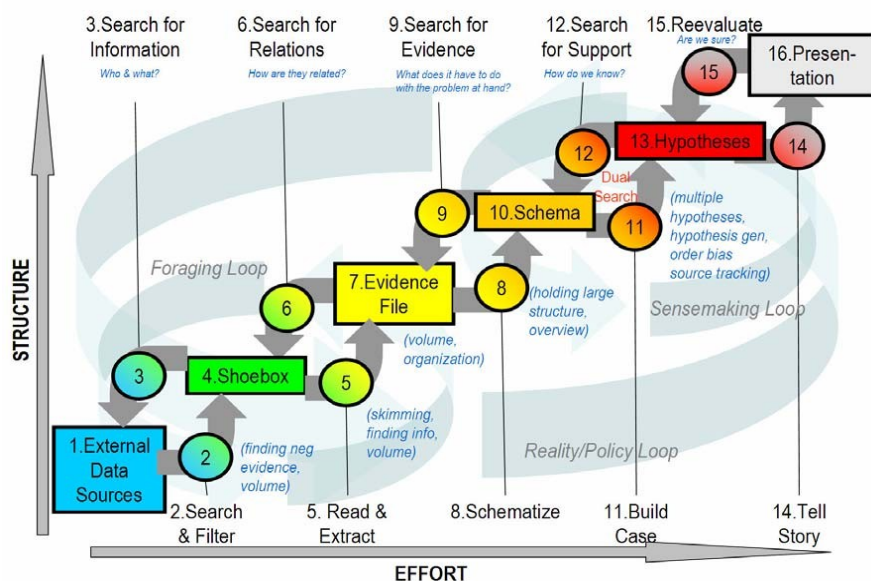 3.Search for
Information
Who & what?
6.Search for
Relations
How are they related?
9.Search for
Evidence
What does it have to do
with the problem at hand?
12.Search
for Support
How do we know?
15.Reevaluate
Are we sure?
16.Presen-
tation
15
14
13.Hypotheses
12
Dual
Search
11
(multiple
hypotheses,
hypothesis gen,
order bias
source tracking)
10.Schema
9
8
(holding large
structure,
overview)
Sensemaking Loop
Foraging Loop
7.Evidence
File
(volume,
organization)
6
5
(skimming,
finding info,
volume)
4.Shoebox
3
2
(finding neg
evidence,
volume)
1.External
Data
Sources
Reality/Policy Loop
2.Search
& Filter
5. Read &
Extract
8.Schematize
11.Build
Case
14.Tell
Story
STRUCTURE
EFFORT